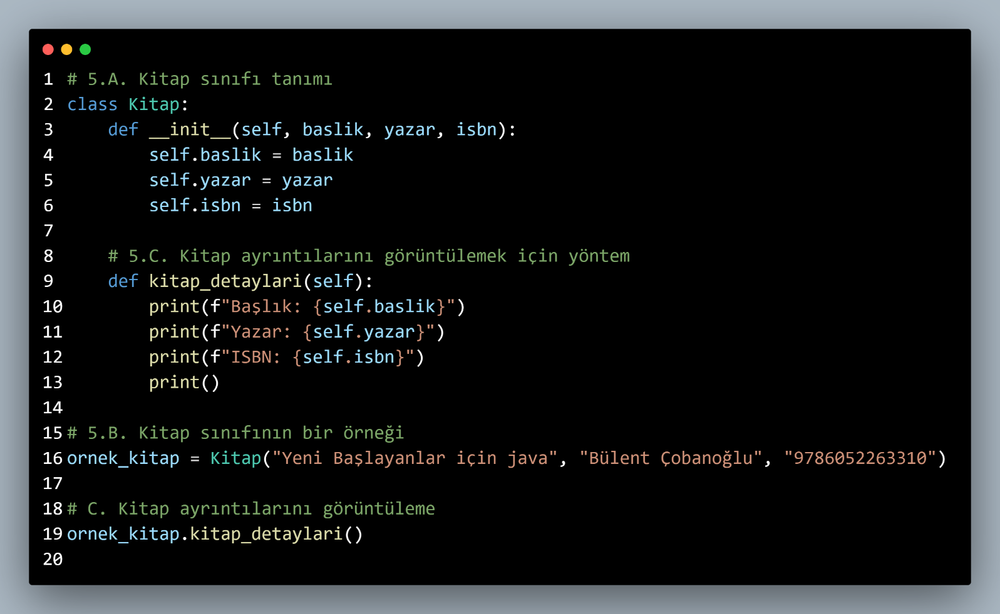 1 # 5.A. Kitap sınıfı tanımı
2 class Kitap:
3     def __init__(self, baslik, yazar, isbn):
4         self.baslik = baslik
5         self.yazar = yazar
6         self.isbn = isbn
7
8     # 5.C. Kitap ayrıntılarını görüntülemek için yöntem
9     def kitap_detaylari(self):
10         print(f"Başlık: {self.baslik}")
11         print(f"Yazar: {self.yazar}")
12         print(f"ISBN: {self.isbn}")
13         print()
14
15 # 5.B. Kitap sınıfının bir örneği
16 ornek_kitap = Kitap("Yeni Başlayanlar için java", "Bülent Çobanoğlu", "9786052263310")
17
18 # C. Kitap ayrıntılarını görüntüleme
19 ornek_kitap.kitap_detaylari()
20